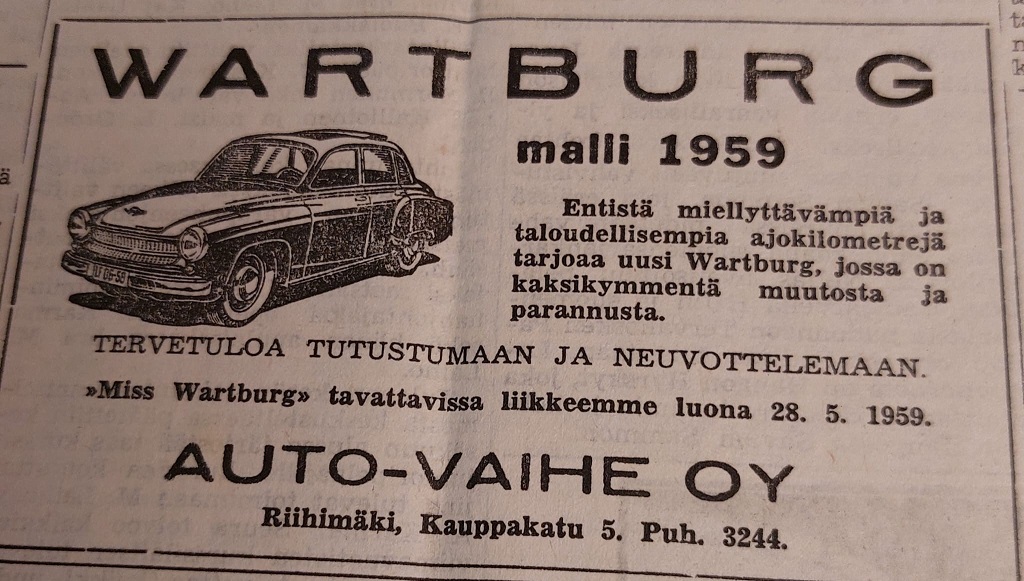 WARTBURG
malli 1959
Entistä miellyttävämpiä ja
taloudellisempia ajokilometrejä
tarjoaa uusi Wartburg, jossa on
kaksikymmentä muutosta ja
parannusta.
TERVETULOA TUTUSTUMAAN JA NEUVOTTELEMAAN.
»Miss Wartburg» tavattavissa liikkeemme luona 28. 5. 1959.
AUTO-VAIHE OY
Riihimäki, Kauppakatu 5. Puh. 3244.